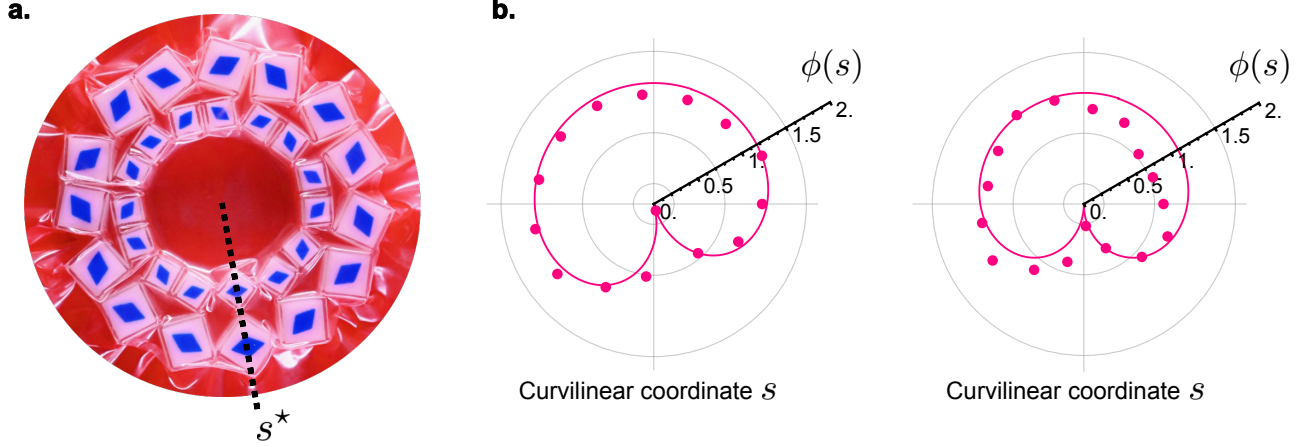 a.
s⋆
b.
ϕ(s)
2.
1.5
1.
0.5
0.
Curvilinear coordinate s
ϕ(s)
2.
1.5
1.
0.5
0.
Curvilinear coordinate s